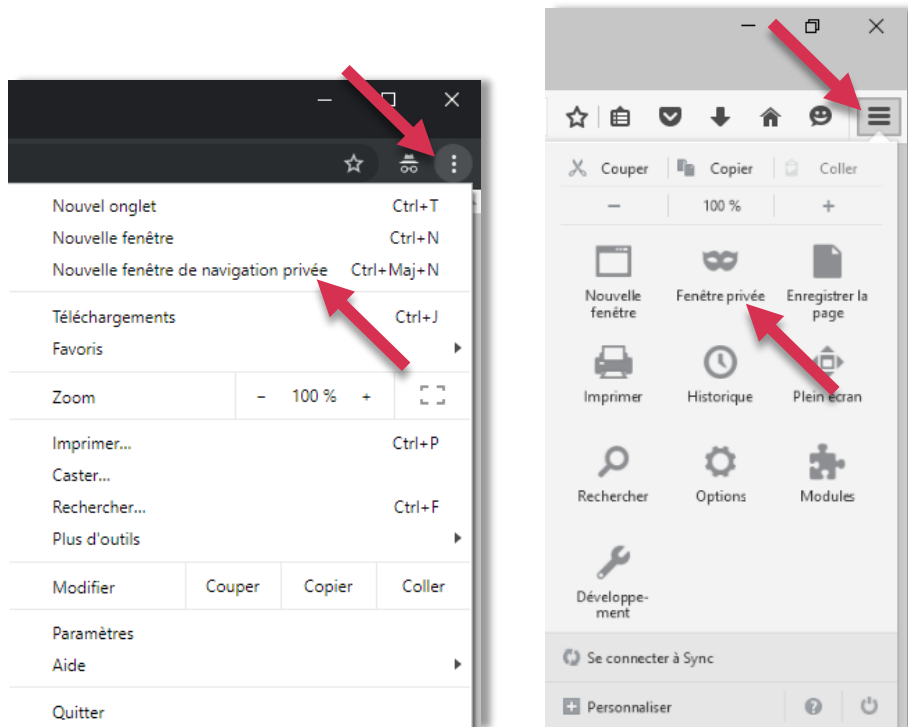 Nouvel onglet Ctrl+T
Nouvelle fenêtre Ctrl+N
Nouvelle fenêtre de navigation privée Ctrl+Maj+N
Téléchargements Ctrl+J
Favoris
Zoom - 100 % +
Imprimer... Ctrl+P
Caster...
Rechercher... Ctrl+F
Plus d'outils
Modifier Couper Copier Coller
Paramètres
Aide
Quitter
Couper Copier Coller
− 100 % +
Nouvelle fenêtre
Fenêtre privée
Enregistrer la page
Imprimer Historique Plein écran
Rechercher Options Modules
Développe-
ment
Se connecter à Sync
Personnaliser